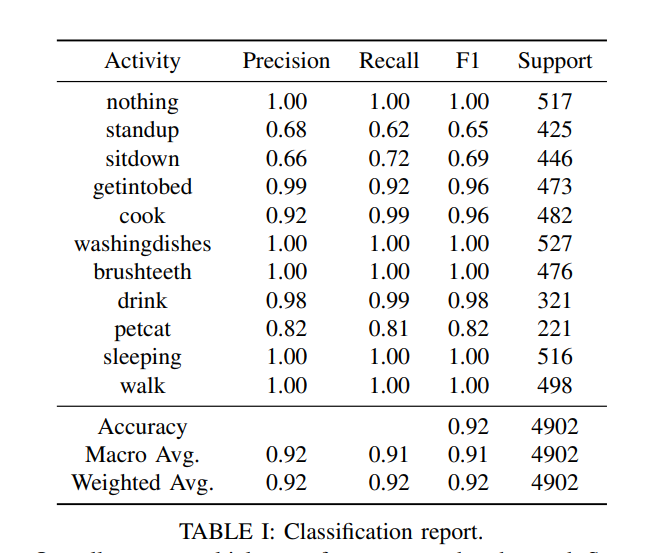 Activity Precision Recall F1 Support
nothing 1.00 1.00 1.00 517
standup 0.68 0.62 0.65 425
sitdown 0.66 0.72 0.69 446
getintobed 0.99 0.92 0.96 473
cook 0.92 0.99 0.96 482
washingdishes 1.00 1.00 1.00 527
brushteeth 1.00 1.00 1.00 476
drink 0.98 0.99 0.98 321
petcat 0.82 0.81 0.82 221
sleeping 1.00 1.00 1.00 516
walk 1.00 1.00 1.00 498
Accuracy 0.92 4902
Macro Avg. 0.92 0.91 0.91 4902
Weighted Avg. 0.92 0.92 0.92 4902
TABLE I: Classification report.